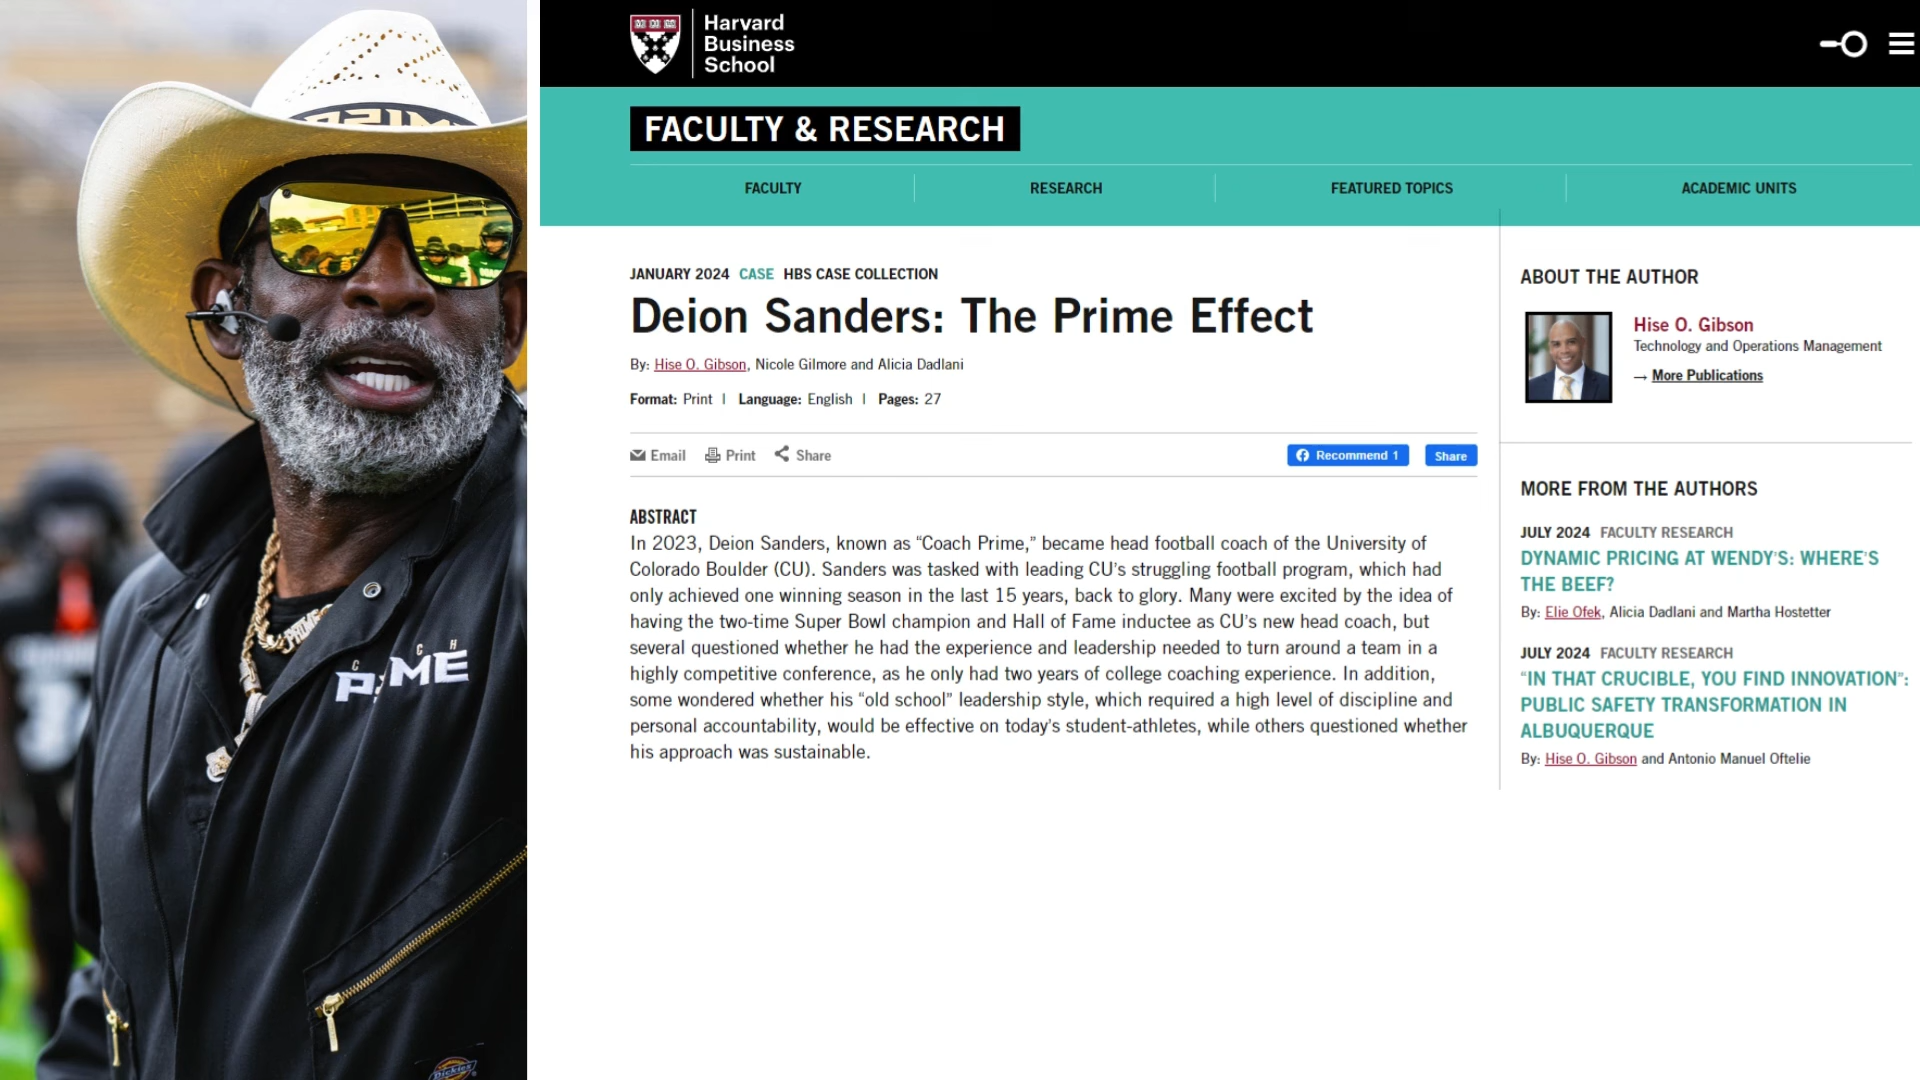 PRIME
C C H
PRIME
Dickies
Harvard
Business
School
FACULTY & RESEARCH
FACULTY
RESEARCH
FEATURED TOPICS
ACADEMIC UNITS
JANUARY 2024 CASE HBS CASE COLLECTION
Deion Sanders: The Prime Effect
By: Hise O. Gibson, Nicole Gilmore and Alicia Dadlani
Format: Print | Language: English | Pages: 27
Email Print Share
Recommend 1
Share
ABSTRACT
In 2023, Deion Sanders, known as “Coach Prime,” became head football coach of the University of
Colorado Boulder (CU). Sanders was tasked with leading CU’s struggling football program, which had
only achieved one winning season in the last 15 years, back to glory. Many were excited by the idea of
having the two-time Super Bowl champion and Hall of Fame inductee as CU’s new head coach, but
several questioned whether he had the experience and leadership needed to turn around a team in a
highly competitive conference, as he only had two years of college coaching experience. In addition,
some wondered whether his “old school” leadership style, which required a high level of discipline and
personal accountability, would be effective on today’s student-athletes, while others questioned whether
his approach was sustainable.
ABOUT THE AUTHOR
Hise O. Gibson
Technology and Operations Management
→ More Publications
MORE FROM THE AUTHORS
JULY 2024 FACULTY RESEARCH
DYNAMIC PRICING AT WENDY’S: WHERE’S
THE BEEF?
By: Elie Ofek, Alicia Dadlani and Martha Hostetter
JULY 2024 FACULTY RESEARCH
“IN THAT CRUCIBLE, YOU FIND INNOVATION”:
PUBLIC SAFETY TRANSFORMATION IN
ALBUQUERQUE
By: Hise O. Gibson and Antonio Manuel Oftelie